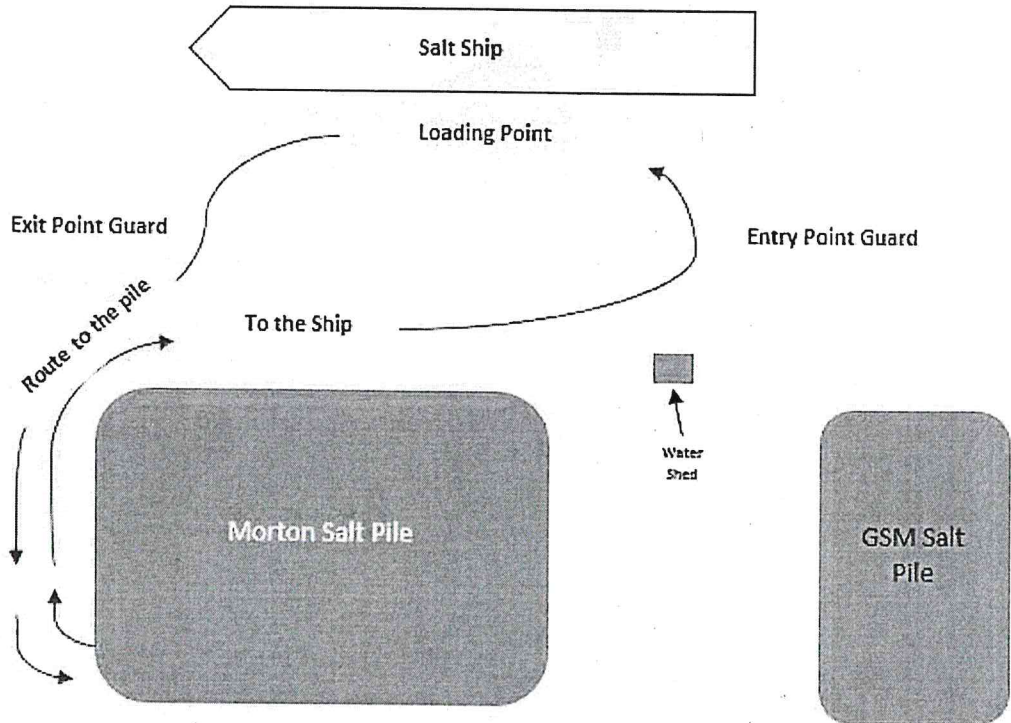 Salt Ship
Loading Point
Exit Point Guard
Entry Point Guard
Route to the pile
To the Ship
Water
Shed
Morton Salt Pile
GSM Salt
Pile